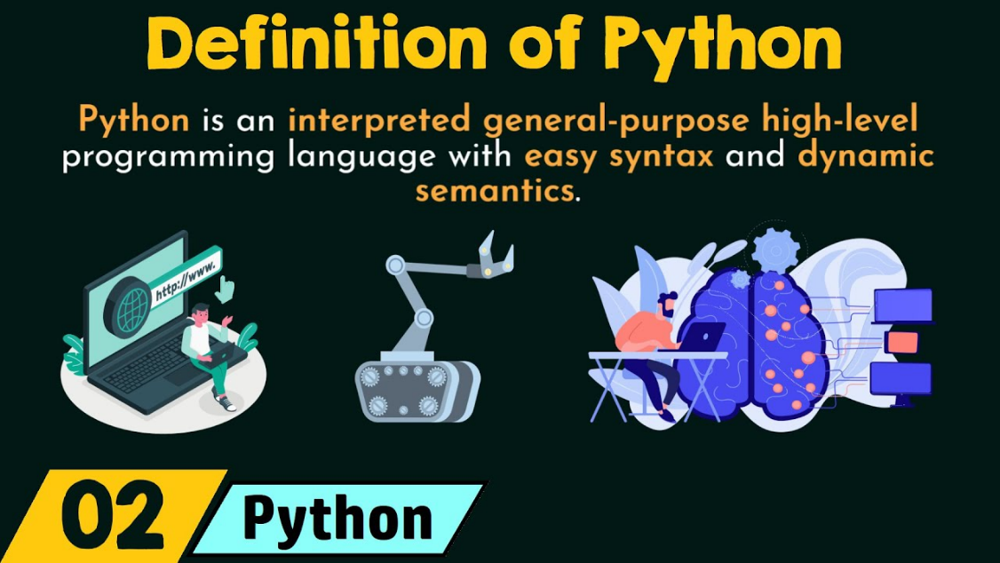 Definition of Python
Python is an interpreted general-purpose high-level
programming language with easy syntax and dynamic
semantics.
http://www.
02
Python